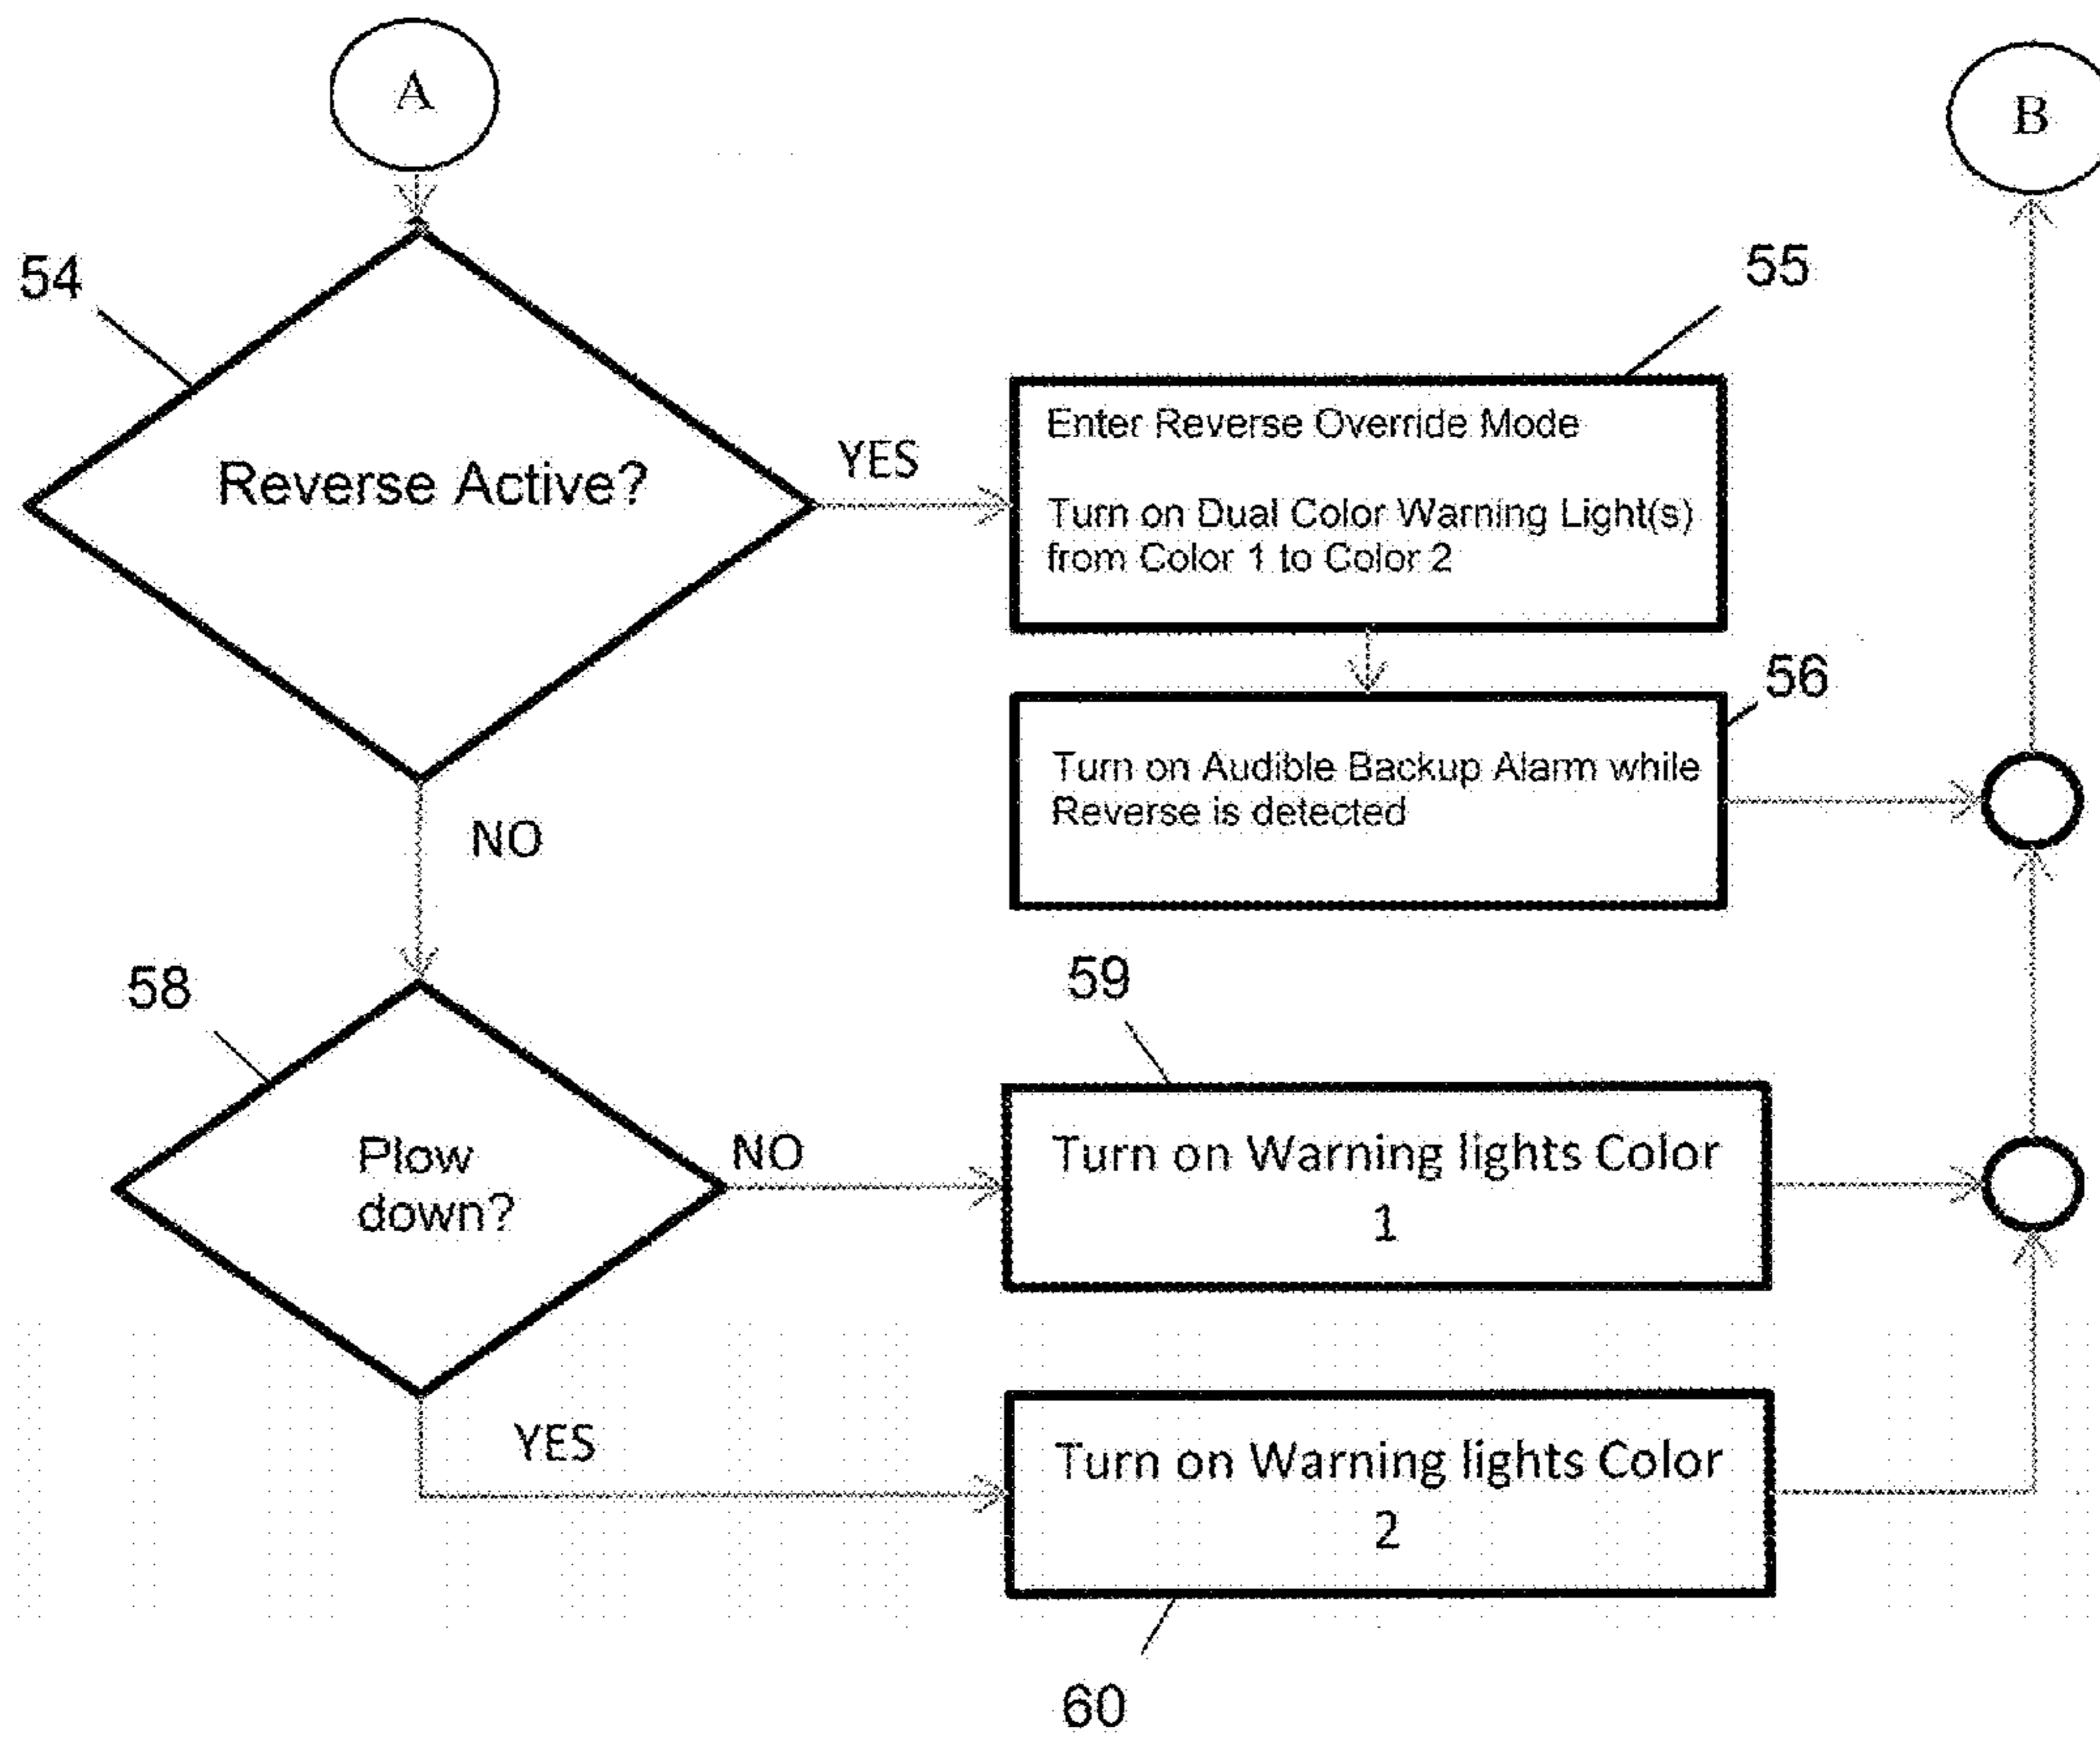 A
B
54
55
Reverse Active?
YES
Enter Reverse Override Mode
Turn on Dual Color Warning Light(s)
from Color 1 to Color 2
56
Turn on Audible Backup Alarm while
Reverse is detected
NO
58
59
Plow
down?
NO
Turn on Warning lights Color
1
YES
Turn on Warning lights Color
2
60